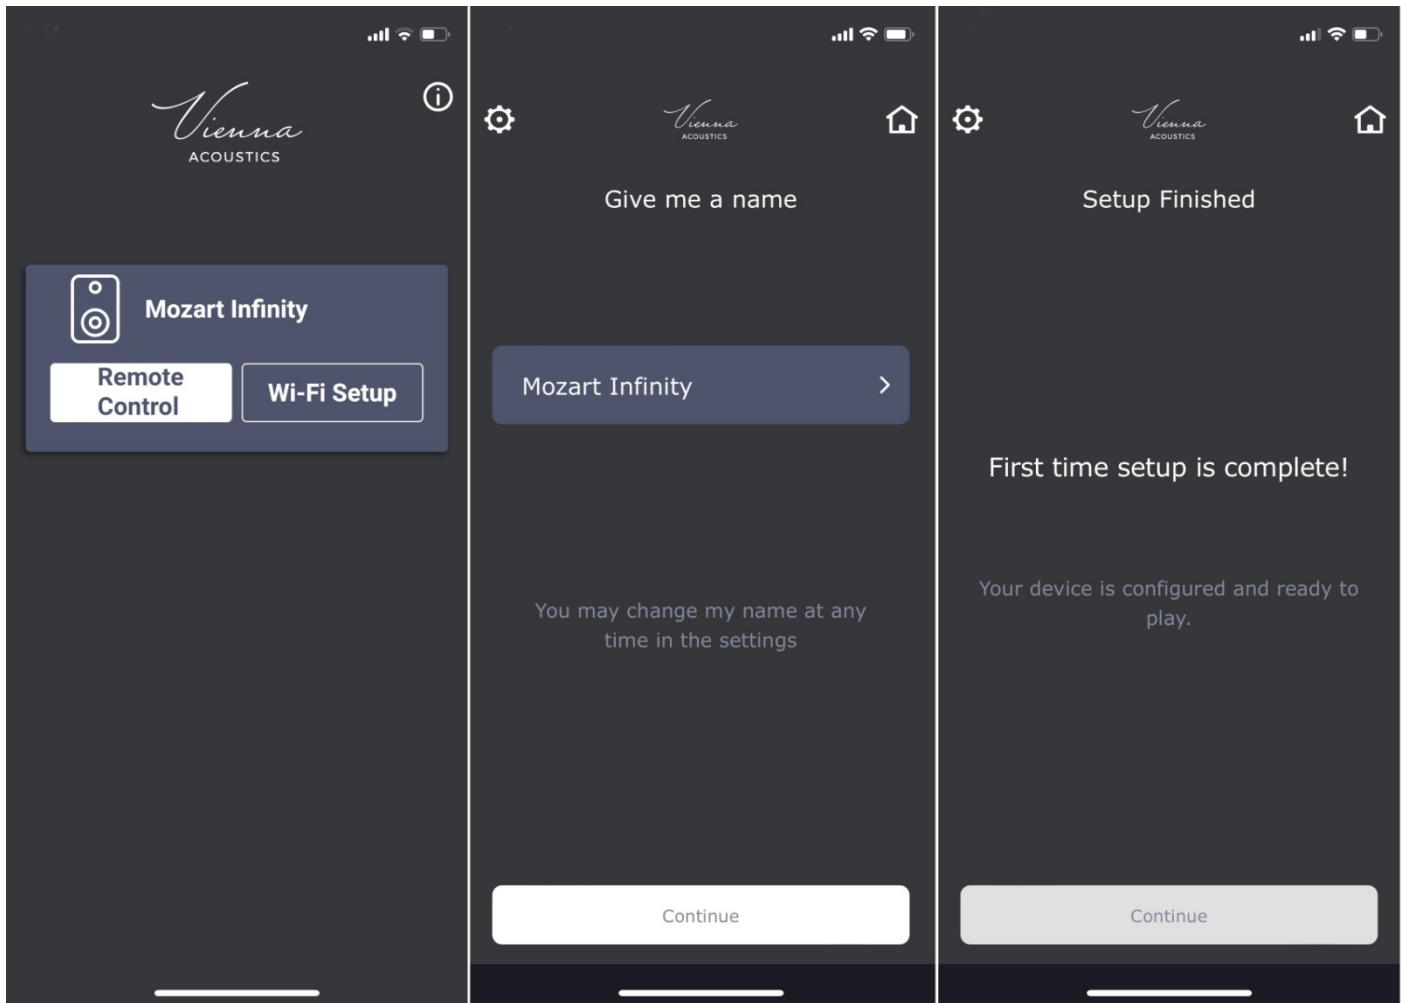 Vienna
ACOUSTICS
Mozart Infinity
Remote
Control
Wi-Fi Setup
Vienna
ACOUSTICS
Give me a name
Mozart Infinity
You may change my name at any
time in the settings
Continue
Vienna
ACOUSTICS
Setup Finished
First time setup is complete!
Your device is configured and ready to
play.
Continue